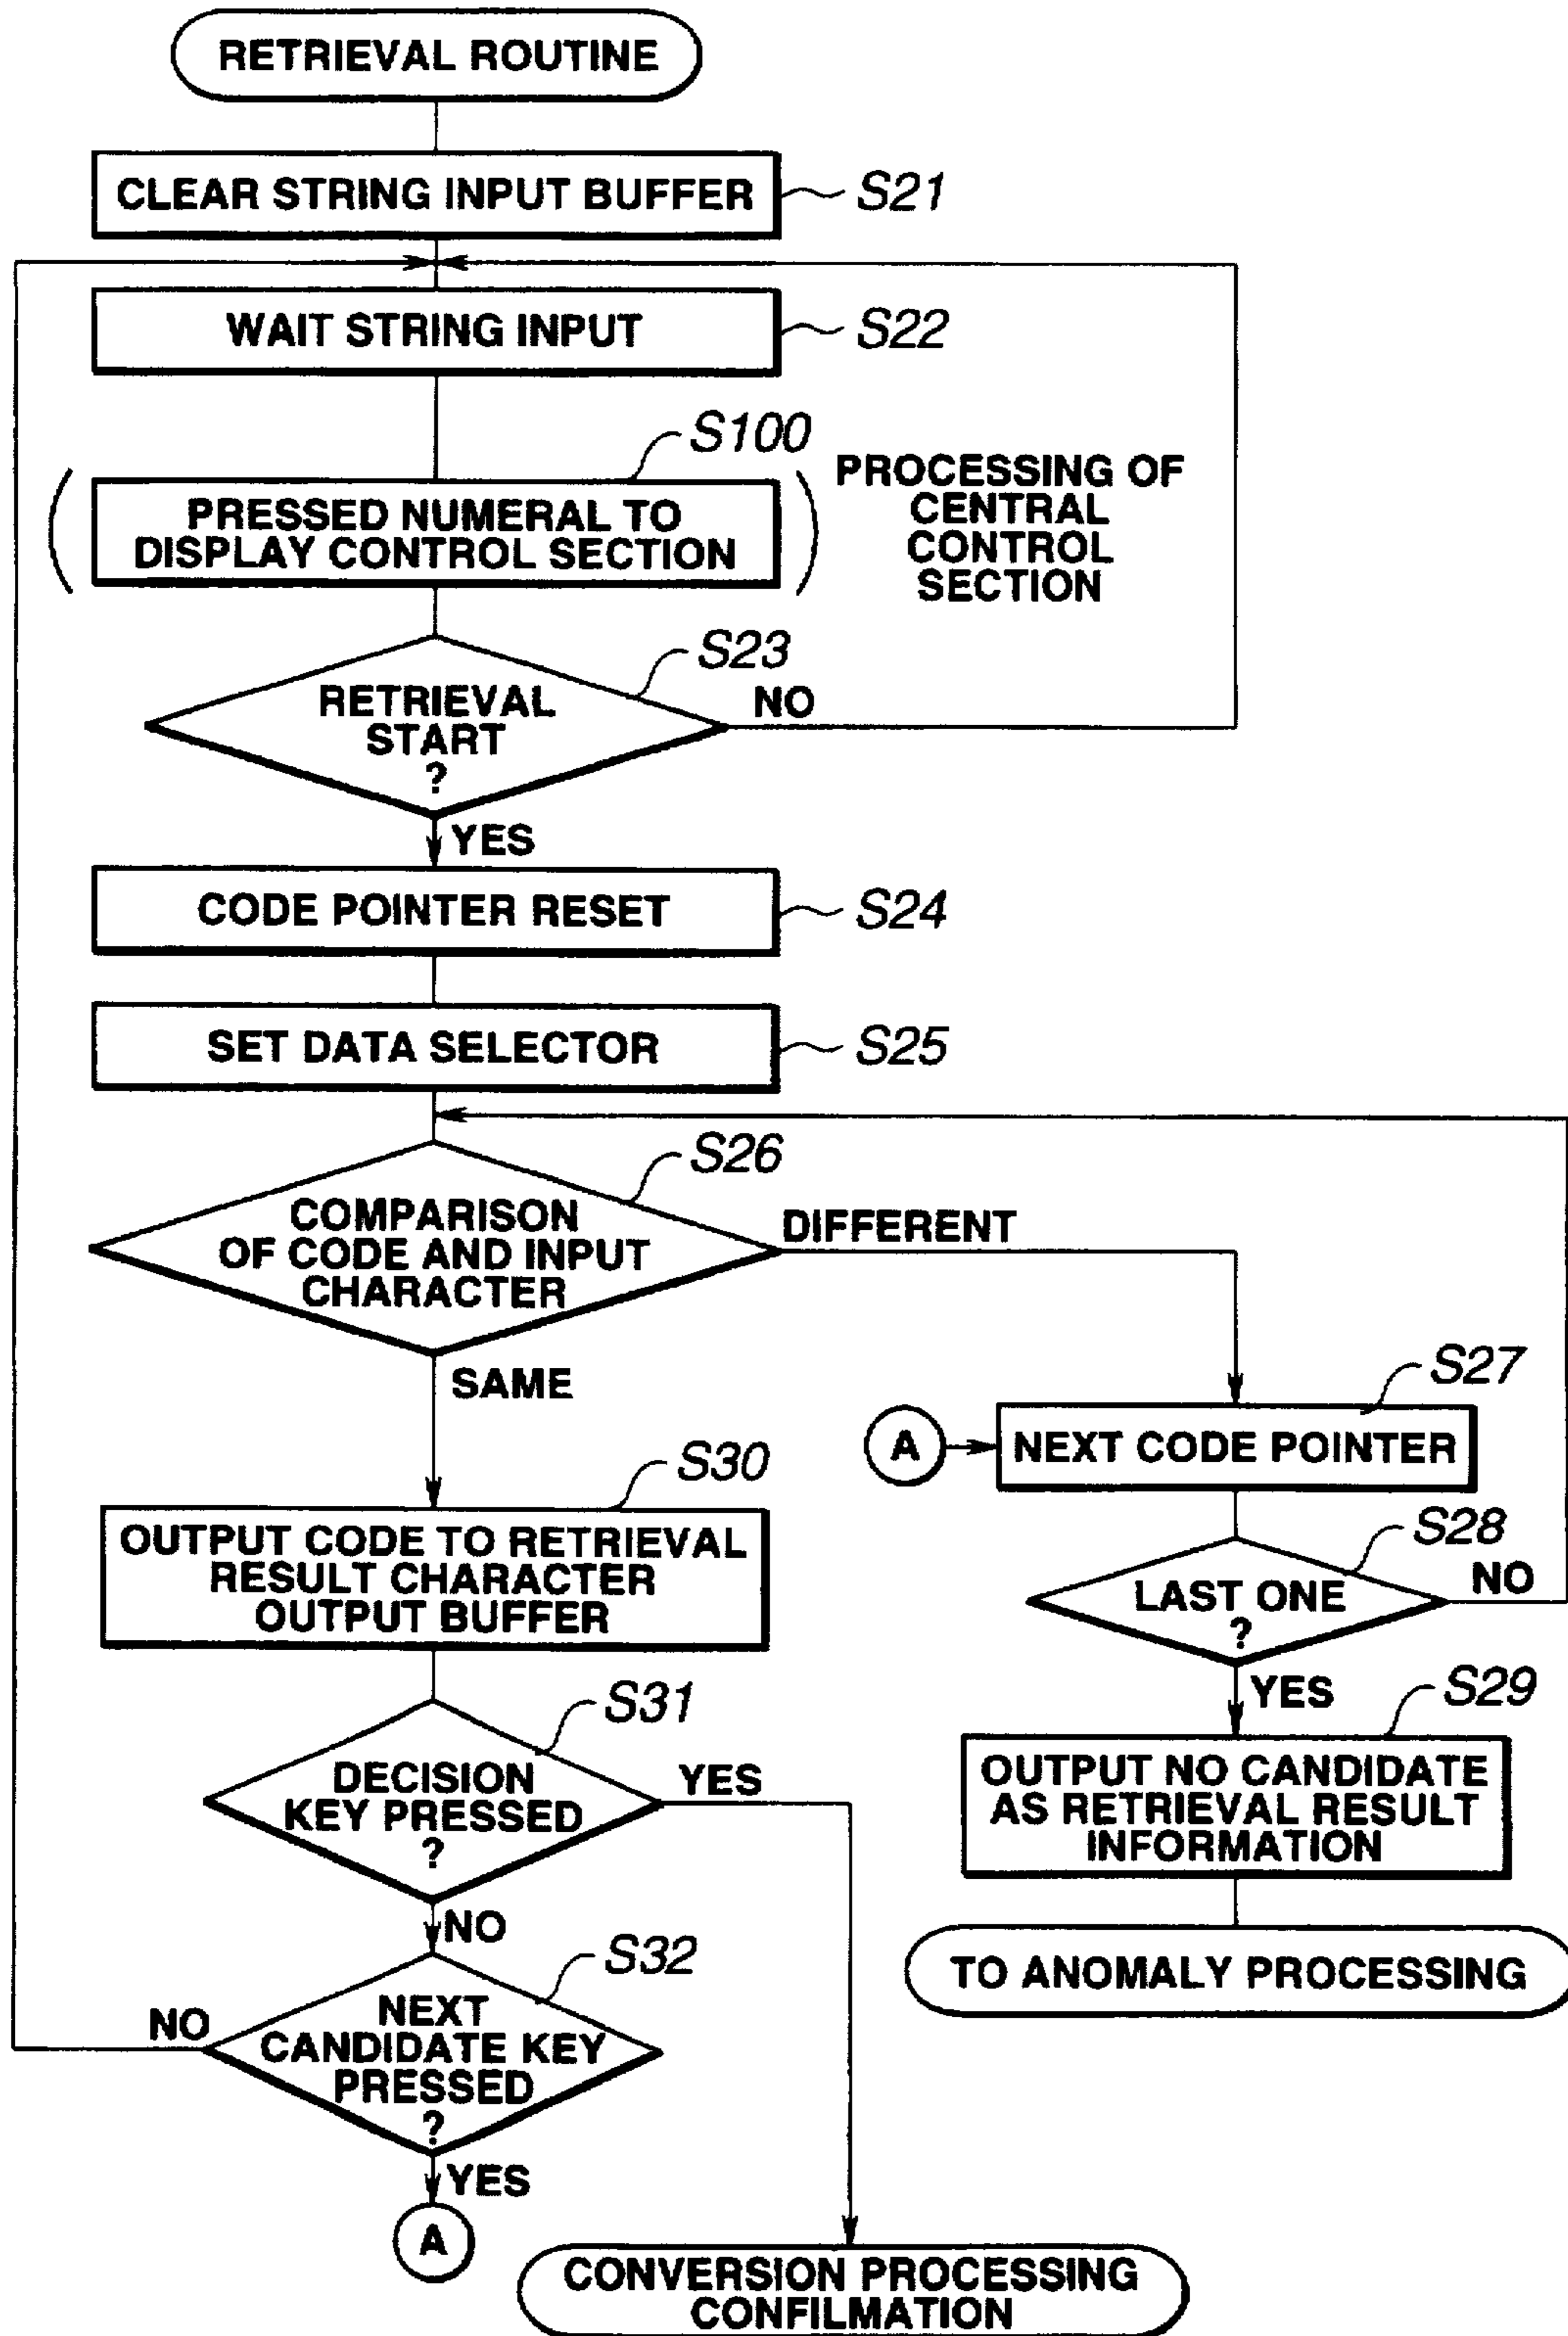 RETRIEVAL ROUTINE
CLEAR STRING INPUT BUFFER
S21
WAIT STRING INPUT
S22
S100
PRESSED NUMERAL TO
DISPLAY CONTROL SECTION
PROCESSING OF
CENTRAL
CONTROL
SECTION
S23
RETRIEVAL
START
?
NO
YES
CODE POINTER RESET
S24
SET DATA SELECTOR
S25
S26
COMPARISON
OF CODE AND INPUT
CHARACTER
DIFFERENT
SAME
S27
A
NEXT CODE POINTER
S28
LAST ONE
?
NO
YES
S29
OUTPUT NO CANDIDATE
AS RETRIEVAL RESULT
INFORMATION
TO ANOMALY PROCESSING
S30
OUTPUT CODE TO RETRIEVAL
RESULT CHARACTER
OUTPUT BUFFER
S31
DECISION
KEY PRESSED
?
YES
NO
S32
NEXT
CANDIDATE KEY
PRESSED
?
NO
YES
A
CONVERSION PROCESSING
CONFILMATION